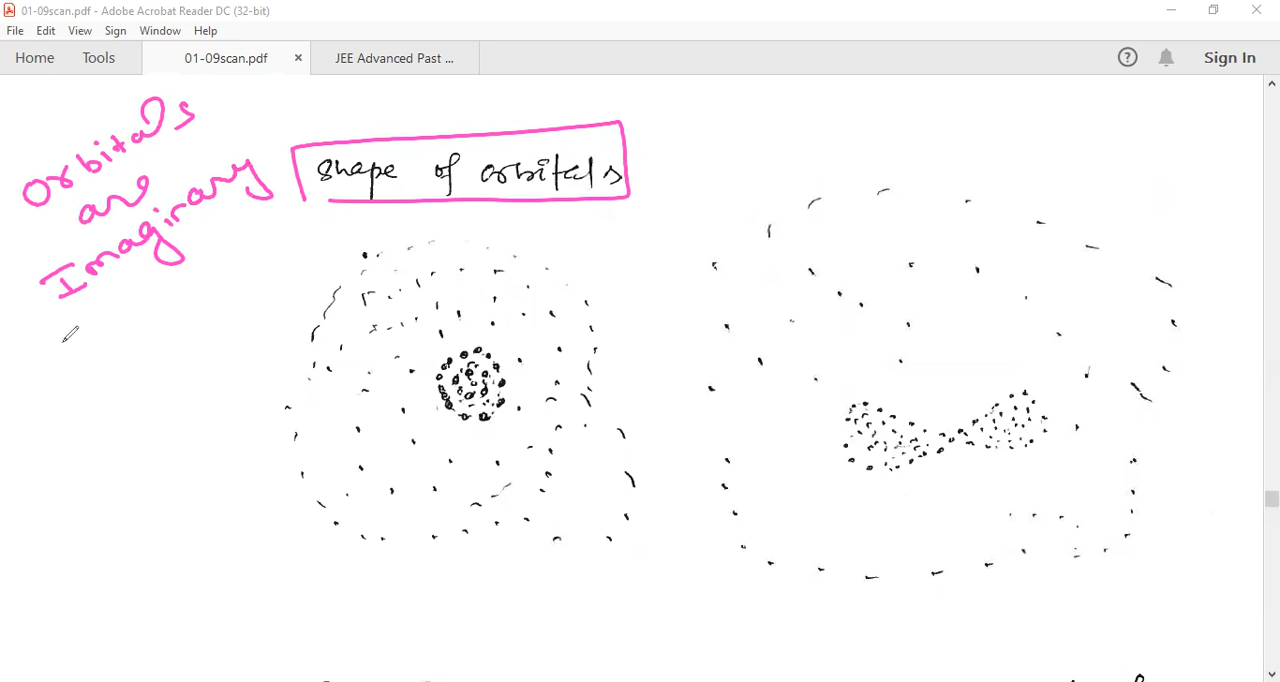 01-09scan.pdf - Adobe Acrobat Reader DC (32-bit)
File Edit View Sign Window Help
Home Tools 01-09scan.pdf × JEE Advanced Past ... ? Sign In
Orbitals
are
Imaginary
shape of orbitals